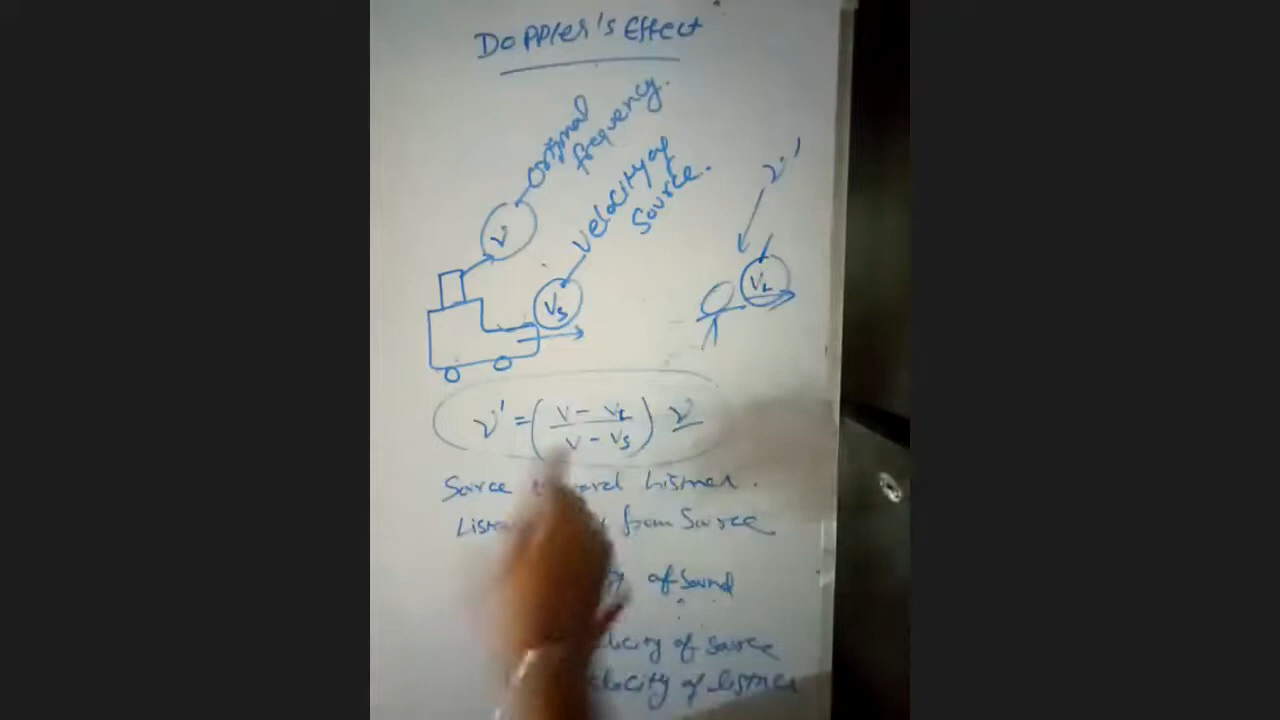 Doppler's Effect
Original
frequency.
Velocity of
Source.
ν
Vs
ν'
VL
ν' = (V - VL / V - Vs) ν
Sorce Listner.
from Source
of Sound
of source
of listner